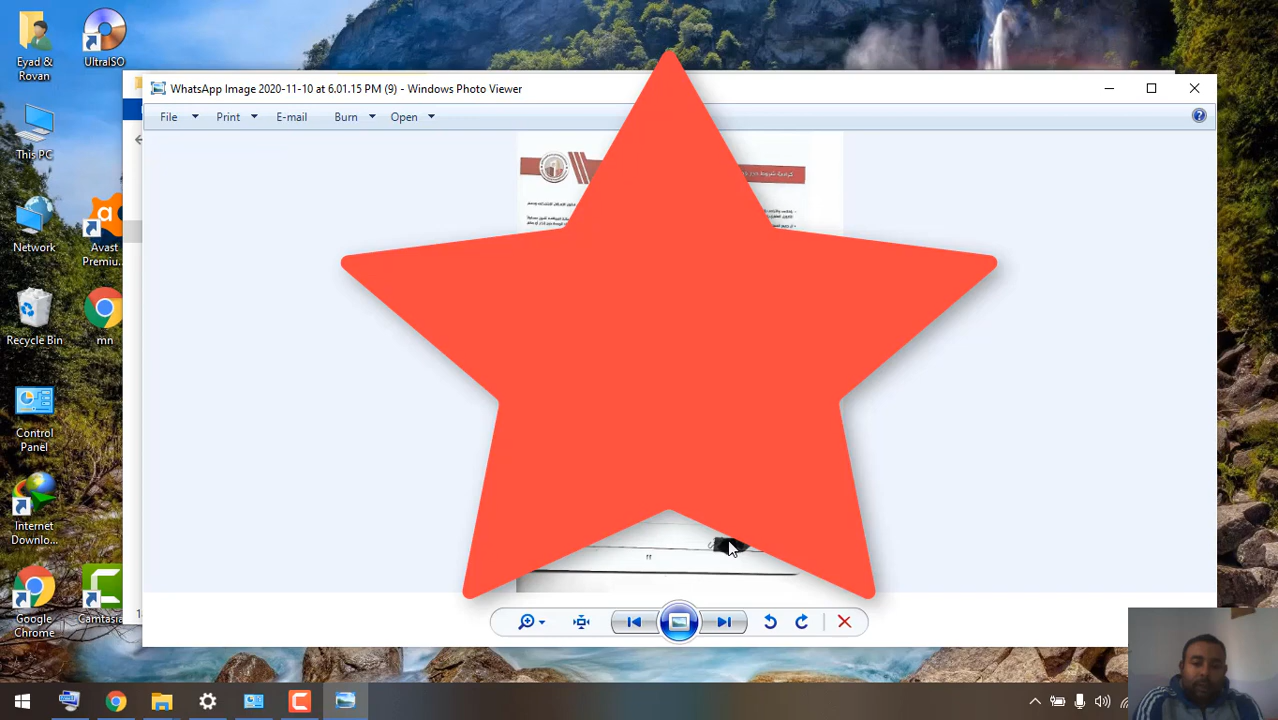 Eyad &
Rovan
UltraISO
This PC
Network
Avast
Premiu...
Recycle Bin
mn
Control
Panel
Internet
Downlo...
Google
Chrome
Camtasia
WhatsApp Image 2020-11-10 at 6.01.15 PM (9) - Windows Photo Viewer
File
Print
E-mail
Burn
Open
٢٢